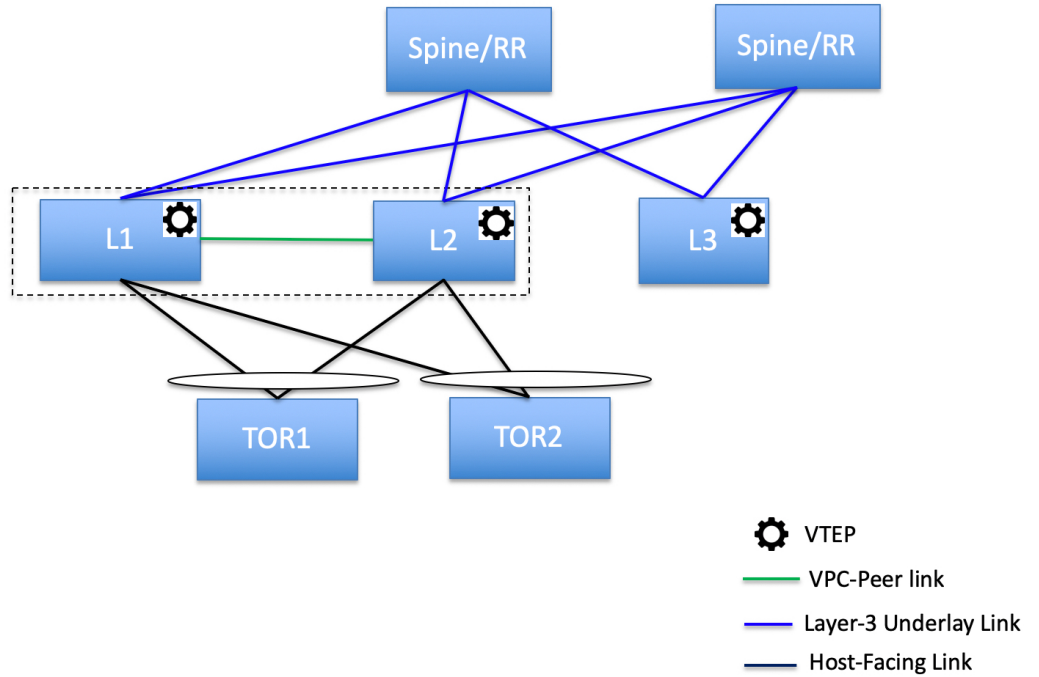 Spine/RR
Spine/RR
L1
L2
L3
TOR1
TOR2
VTEP
VPC-Peer link
Layer-3 Underlay Link
Host-Facing Link